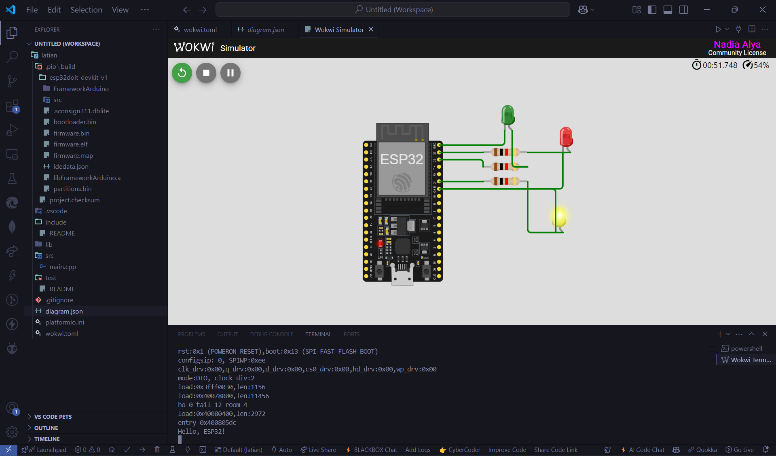 File Edit Selection View ···
Untitled (Workspace)
EXPLORER ···
UNTITLED (WORKSPACE)
latian
.pio\build
esp32doit-devkit-v1
FrameworkArduino
src
.sconsign311.dblite
bootloader.bin
firmware.bin
firmware.elf
firmware.map
idedata.json
libFrameworkArduino.a
partitions.bin
project.checksum
.vscode
include
README
lib
src
main.cpp
test
README
.gitignore
diagram.json
platformio.ini
wokwi.toml
VS CODE PETS
OUTLINE
TIMELINE
wokwi.toml
diagram.json
Wokwi Simulator
WOKWI Simulator
Nadia Alya
Community License
00:51.748 54%
ESP32
PROBLEMS OUTPUT DEBUG CONSOLE TERMINAL PORTS
rst:0x1 (POWERON_RESET),boot:0x13 (SPI_FAST_FLASH_BOOT)
configsip: 0, SPIWP:0xee
clk_drv:0x00,q_drv:0x00,d_drv:0x00,cs0_drv:0x00,hd_drv:0x00,wp_drv:0x00
mode:DIO, clock div:2
load:0x3fff0030,len:1156
load:0x40078000,len:11456
ho 0 tail 12 room 4
load:0x40080400,len:2972
entry 0x400805dc
Hello, ESP32!
powershell
Wokwi Term...
Launchpad 0 0 Default (latian) Auto Live Share BLACKBOX Chat Add Logs CyberCoder Improve Code Share Code Link AI Code Chat Quokka Go Live